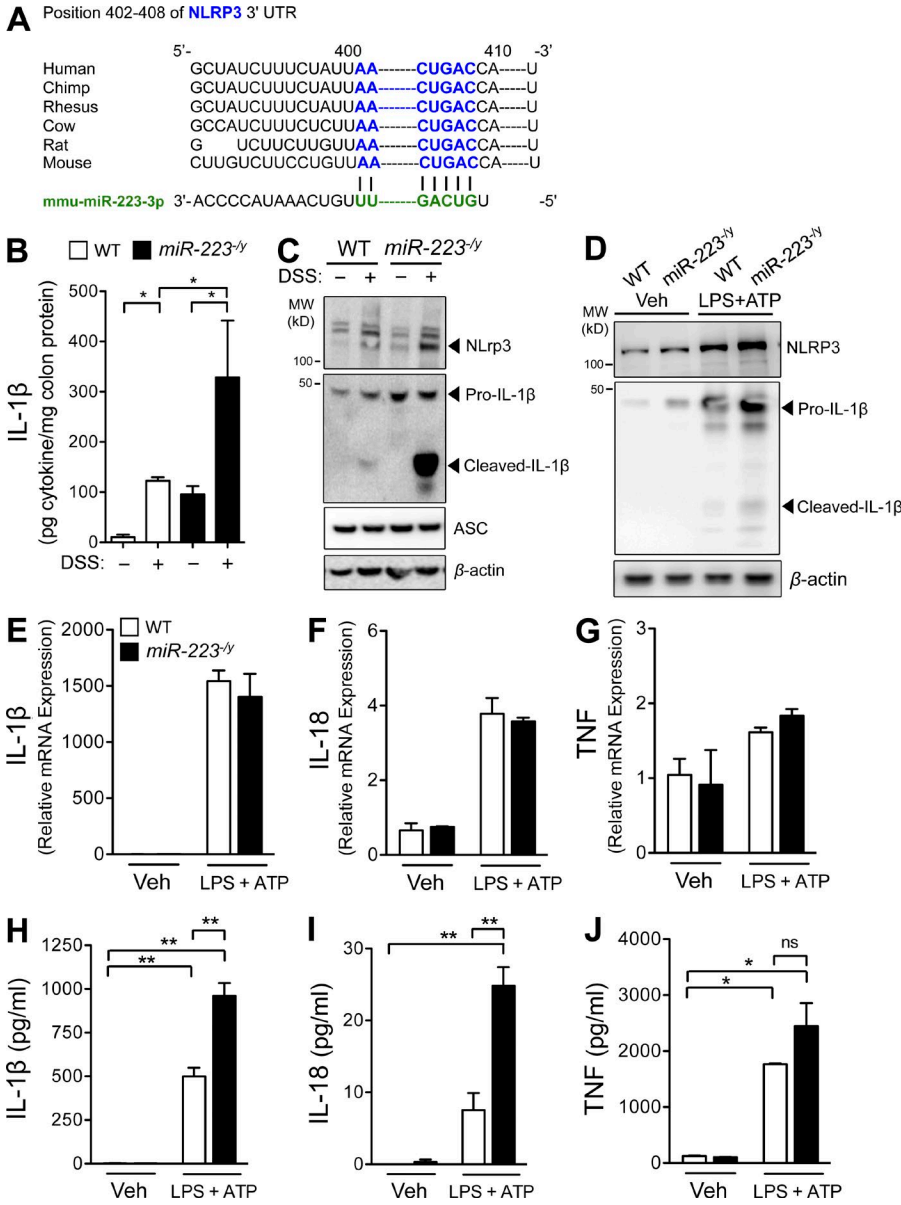 A
Position 402-408 of NLRP3 3' UTR
5'- 400 410 -3'
Human GCUAUCUUUCUAUUAA-------CUGACCA-----U
Chimp GCUAUCUUUCUAUUAA-------CUGACCA-----U
Rhesus GCUAUCUUUCUAUUAA-------CUGACCA-----U
Cow GCCAUCUUUCUCUUAA-------CUGACCA-----U
Rat G UCUUCUUGUUAA-------CUGACCA-----U
Mouse CUUGUCUUCCUGUUAA-------CUGACCA-----U
mmu-miR-223-3p 3'-ACCCCAUAAACUGUUU-------GACUGU -5'
B
WT miR-223-/y
IL-1β
(pg cytokine/mg colon protein)
500
400
300
200
100
0
* * *
DSS: – + – +
C
WT miR-223-/y
DSS: – + – +
MW
(kD)
NLrp3
100
50
Pro-IL-1β
Cleaved-IL-1β
ASC
β-actin
D
WT miR-223-/y WT miR-223-/y
Veh LPS+ATP
MW
(kD)
NLRP3
100
50
Pro-IL-1β
Cleaved-IL-1β
β-actin
E
WT
miR-223-/y
IL-1β
(Relative mRNA Expression)
2000
1500
1000
500
0
Veh LPS + ATP
F
IL-18
(Relative mRNA Expression)
6
4
2
0
Veh LPS + ATP
G
TNF
(Relative mRNA Expression)
3
2
1
0
Veh LPS + ATP
H
IL-1β (pg/ml)
1250
1000
750
500
250
0
** ** **
Veh LPS + ATP
I
IL-18 (pg/ml)
30
20
10
0
** **
Veh LPS + ATP
J
TNF (pg/ml)
4000
3000
2000
1000
0
ns
*
*
Veh LPS + ATP